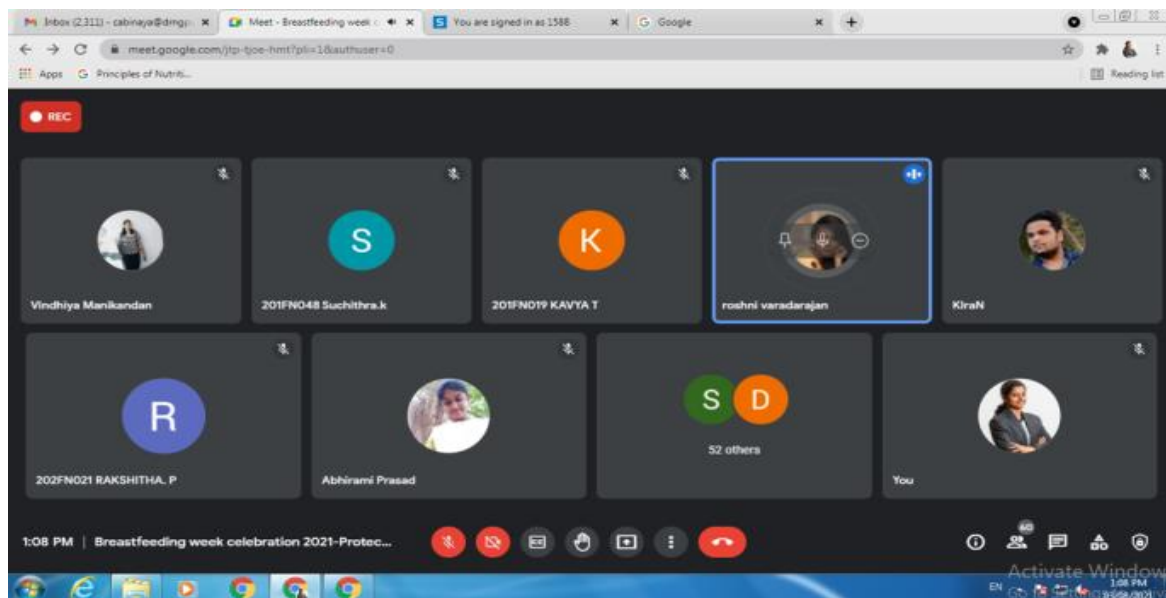 Inbox (2,311) - cabinaya@drngp
Meet - Breastfeeding week c
You are signed in as 1588
Google
meet.google.com/jtp-tjoe-hmt?pli=1&authuser=0
Apps
Principles of Nutriti...
Reading list
REC
Vindhiya Manikandan
S
201FN048 Suchithra.k
K
201FN019 KAVYA T
roshni varadarajan
KIraN
R
202FN021 RAKSHITHA. P
Abhirami Prasad
S D
52 others
You
1:08 PM | Breastfeeding week celebration 2021-Protec...
60
Activate Window
EN
1:08 PM